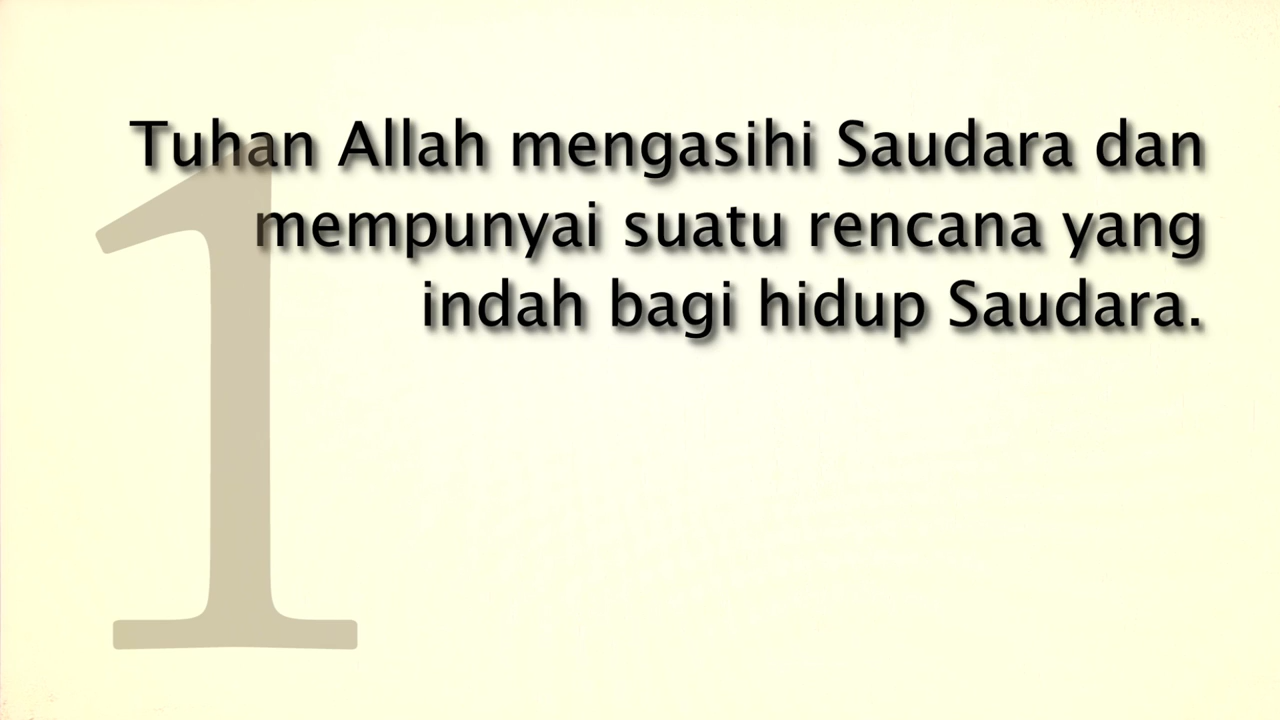 1
Tuhan Allah mengasihi Saudara dan
mempunyai suatu rencana yang
indah bagi hidup Saudara.